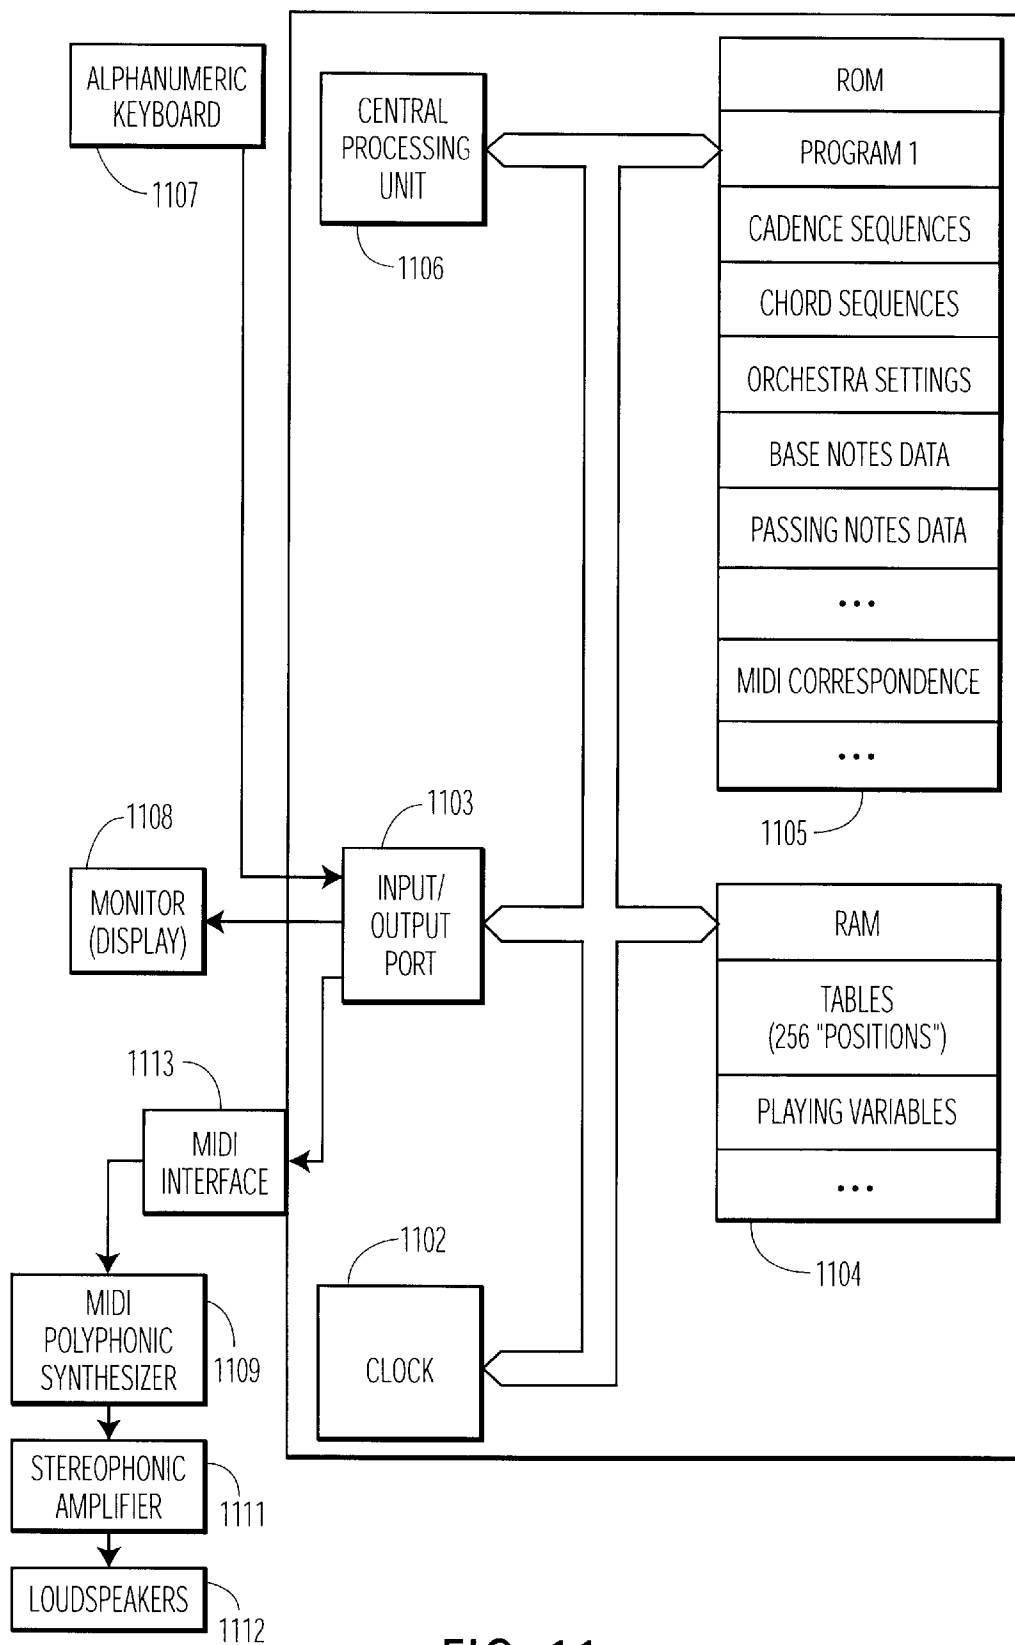 ALPHANUMERIC
KEYBOARD
1107
CENTRAL
PROCESSING
UNIT
1106
ROM
PROGRAM 1
CADENCE SEQUENCES
CHORD SEQUENCES
ORCHESTRA SETTINGS
BASE NOTES DATA
PASSING NOTES DATA
•••
MIDI CORRESPONDENCE
•••
1105
1108
MONITOR
(DISPLAY)
1103
INPUT/
OUTPUT
PORT
RAM
TABLES
(256 "POSITIONS")
PLAYING VARIABLES
•••
1104
1113
MIDI
INTERFACE
1102
CLOCK
MIDI
POLYPHONIC
SYNTHESIZER
1109
STEREOPHONIC
AMPLIFIER
1111
LOUDSPEAKERS
1112
FIG. 11